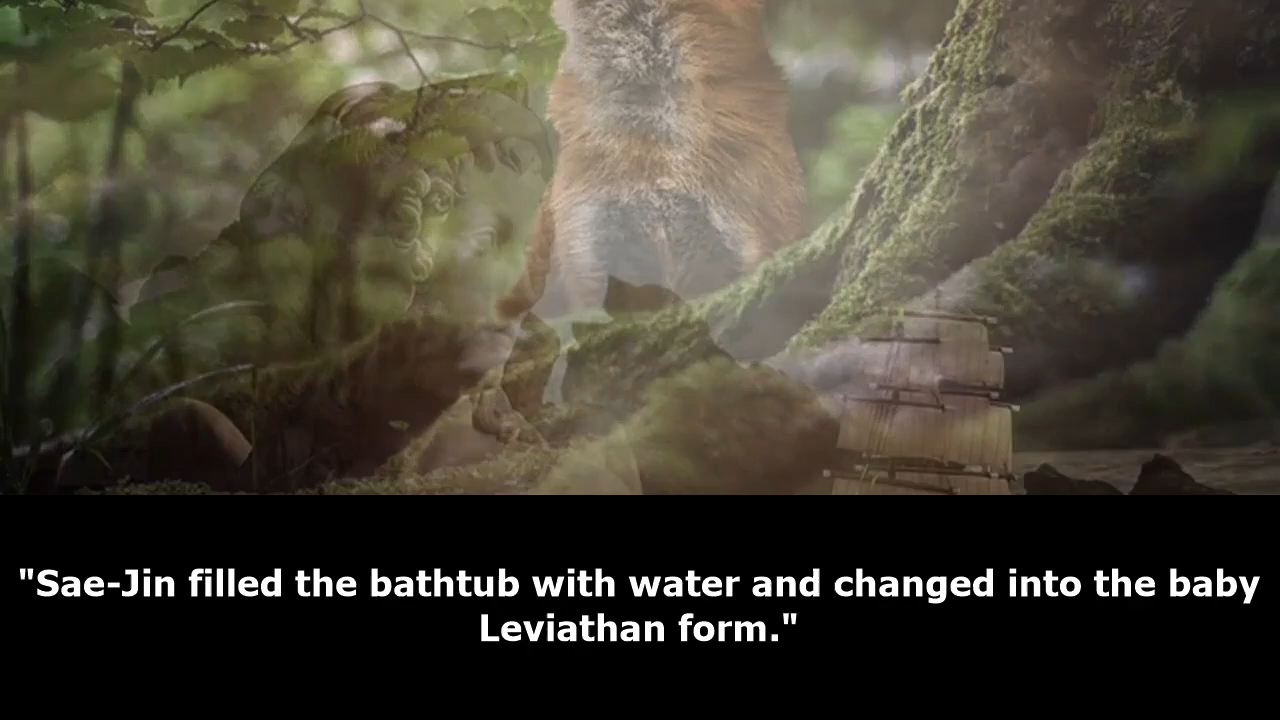 "Sae-Jin filled the bathtub with water and changed into the baby
Leviathan form."